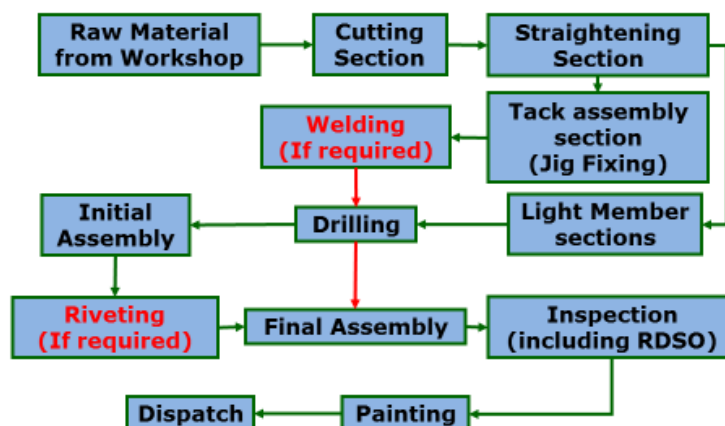 Raw Material
from Workshop
Cutting
Section
Straightening
Section
Welding
(If required)
Tack assembly
section
(Jig Fixing)
Initial
Assembly
Drilling
Light Member
sections
Riveting
(If required)
Final Assembly
Inspection
(including RDSO)
Dispatch
Painting